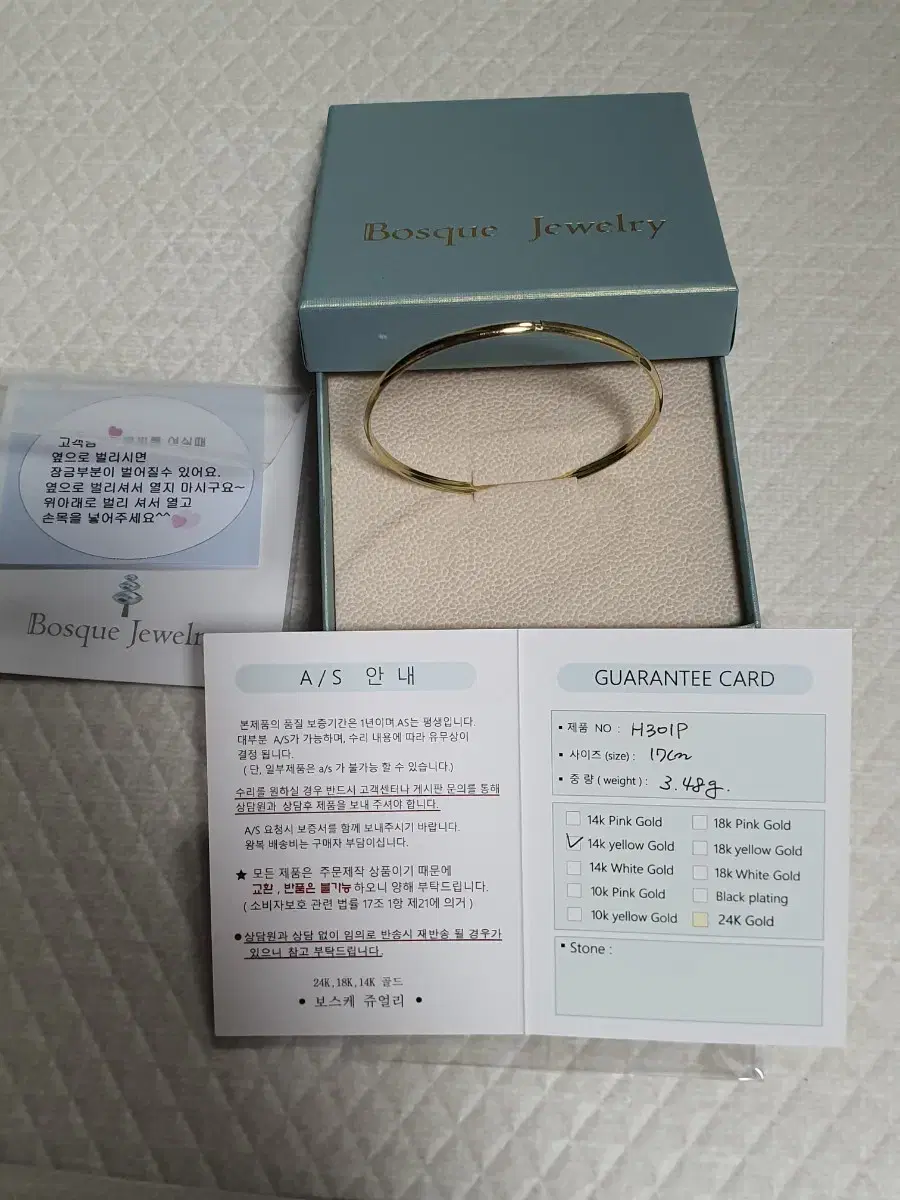 Bosque Jewelry
고객님
옆으로 벌리시면
잠금부분이 벌어질수 있어요.
옆으로 벌리셔서 열지 마시구요~
위아래로 벌리 셔서 열고
손목을 넣어주세요^^
Bosque Jewelr
A/S 안내
본제품의 품질 보증기간은 1년이며.AS는 평생입니다.
대부분 A/S가 가능하며, 수리 내용에 따라 유무상이
결정 됩니다.
( 단, 일부제품은 a/s 가 불가능 할 수 있습니다.)
수리를 원하실 경우 반드시 고객센터나 게시판 문의를 통해
상담원과 상담후 제품을 보내 주셔야 합니다.
A/S 요청시 보증서를 함께 보내주시기 바랍니다.
왕복 배송비는 구매자 부담이십니다.
★ 모든 제품은 주문제작 상품이기 때문에
교환 , 반품은 불가능 하오니 양해 부탁드립니다.
( 소비자보호 관련 법률 17조 1항 제21에 의거 )
●상담원과 상담 없이 임의로 반송시 재반송 될 경우가
있으니 참고 부탁드립니다.
24K,18K,14K 골드
● 보스케 쥬얼리 ●
GUARANTEE CARD
▪ 제품 NO : H301P
▪ 사이즈 (size) : 17cm
▪ 중 량 ( weight ) : 3.48g.
14k Pink Gold
18k Pink Gold
14k yellow Gold
18k yellow Gold
14k White Gold
18k White Gold
10k Pink Gold
Black plating
10k yellow Gold
24K Gold
▪ Stone :